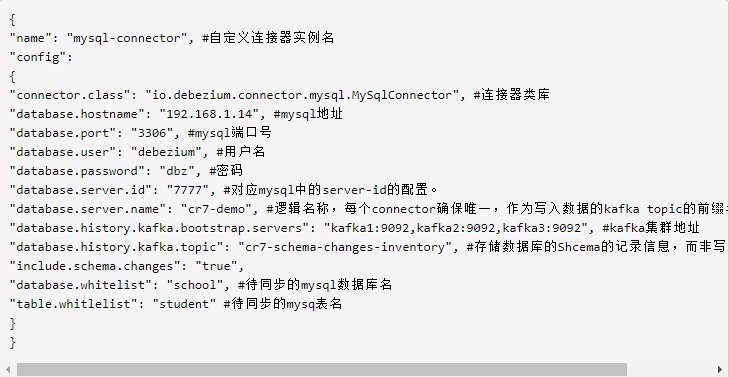 {
"name": "mysql-connector", #自定义连接器实例名
"config":
{
"connector.class": "io.debezium.connector.mysql.MySqlConnector", #连接器类库
"database.hostname": "192.168.1.14", #mysql地址
"database.port": "3306", #mysql端口号
"database.user": "debezium", #用户名
"database.password": "dbz", #密码
"database.server.id": "7777", #对应mysql中的server-id的配置。
"database.server.name": "cr7-demo", #逻辑名称，每个connector确保唯一，作为写入数据的kafka topic的前缀
"database.history.kafka.bootstrap.servers": "kafka1:9092,kafka2:9092,kafka3:9092", #kafka集群地址
"database.history.kafka.topic": "cr7-schema-changes-inventory", #存储数据库的Shcema的记录信息，而非写
"include.schema.changes": "true",
"database.whitelist": "school", #待同步的mysql数据库名
"table.whitlelist": "student" #待同步的mysq表名
}
}